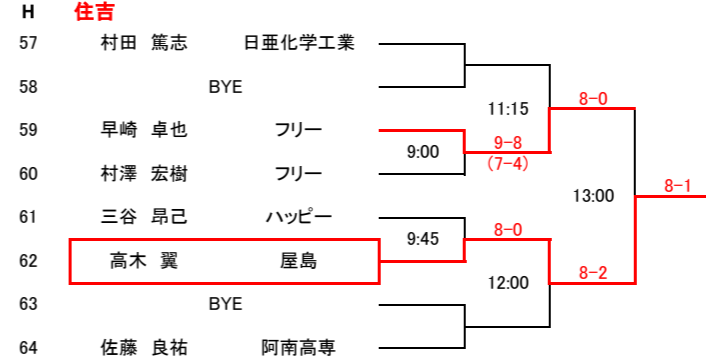 H 住吉
57 村田 篤志 日亜化学工業
58 BYE
8-0
11:15
59 早崎 卓也 フリー
9-8
9:00
(7-4)
60 村澤 宏樹 フリー
8-1
13:00
61 三谷 昂己 ハッピー
8-0
9:45
62 高木 翼 屋島
8-2
12:00
63 BYE
64 佐藤 良祐 阿南高専